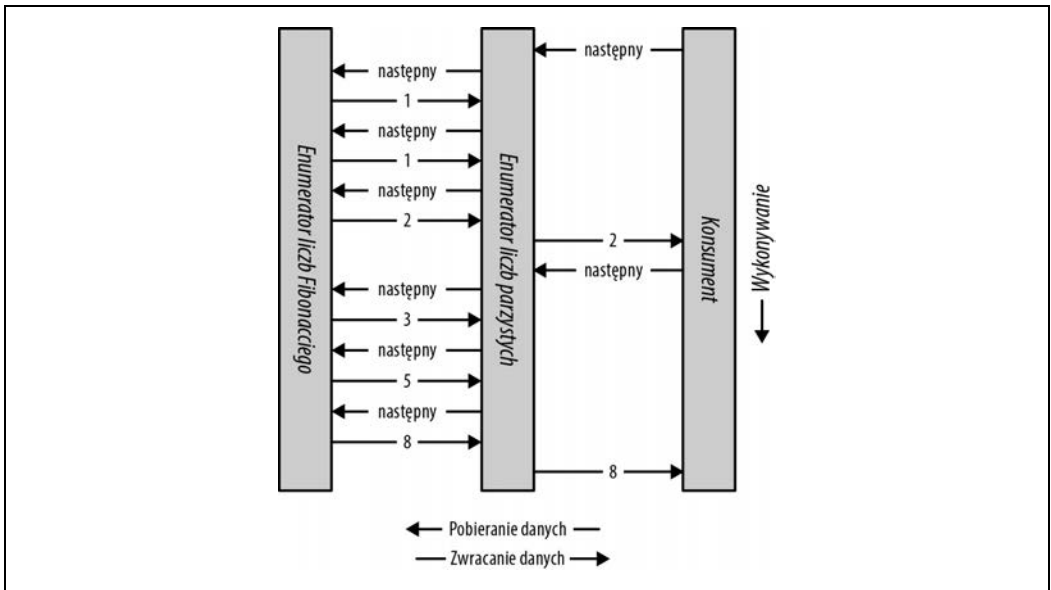 następny
następny
1
następny
1
następny
2
2
następny
następny
3
następny
5
następny
8
8
Enumerator liczb Fibonacciego
Enumerator liczb parzystych
Konsument
Wykonywanie
Pobieranie danych
Zwracanie danych